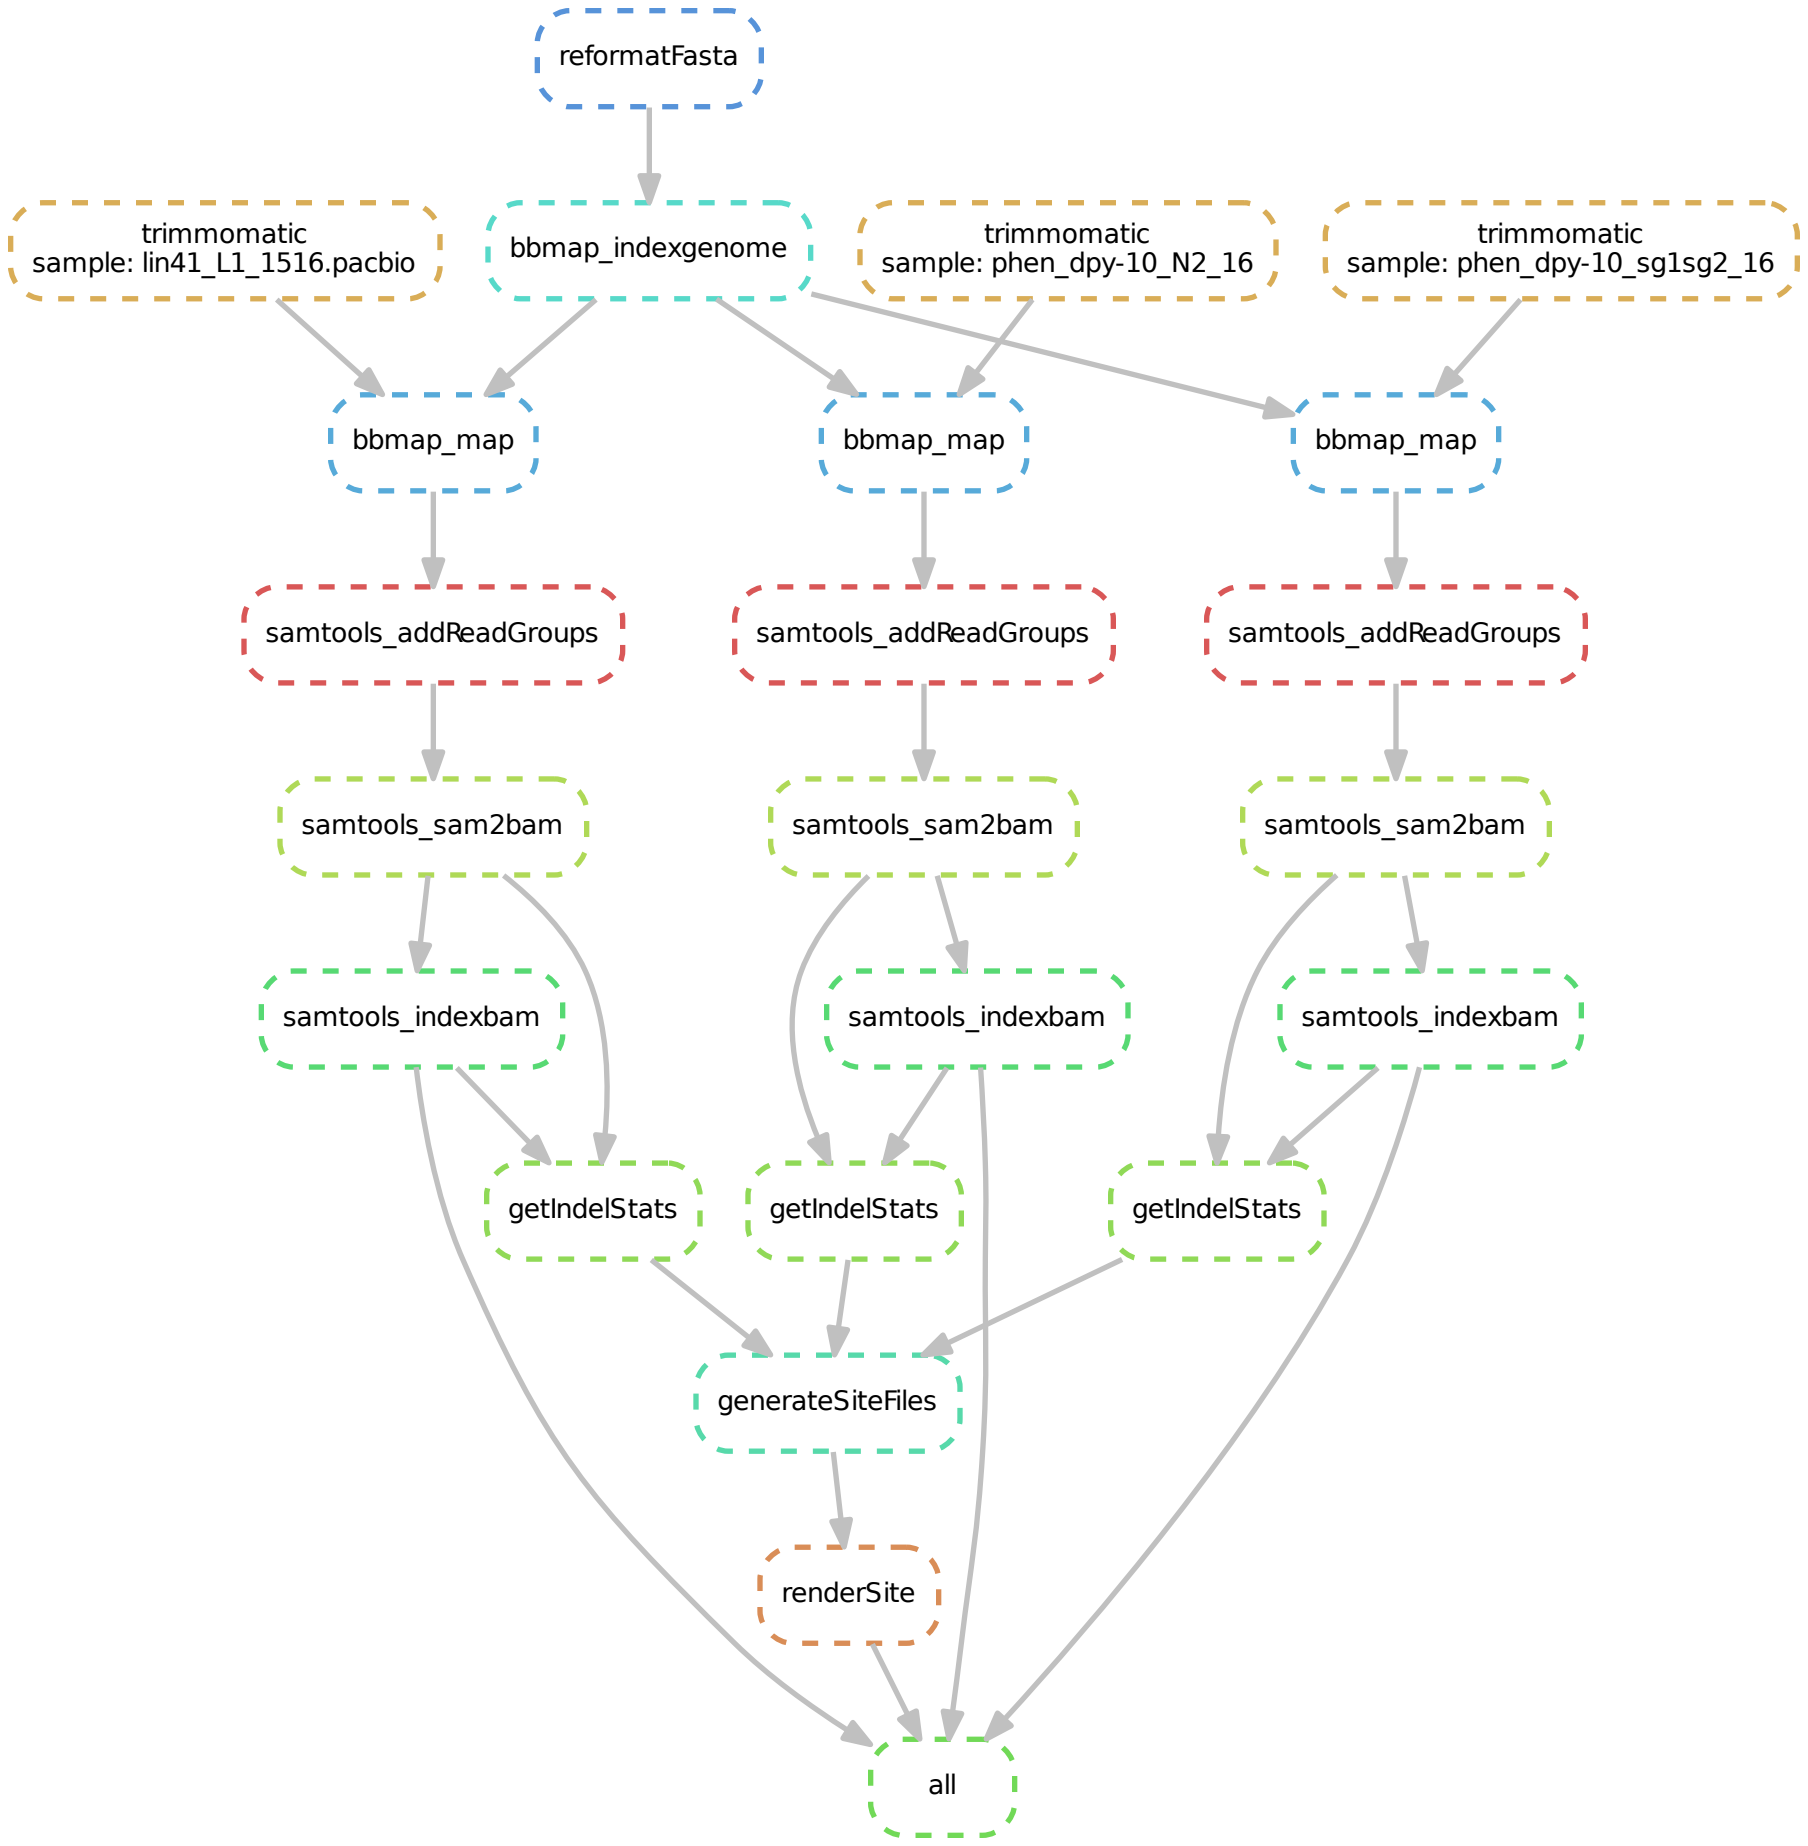 reformatFasta
trimmomatic
sample: lin41_L1_1516.pacbio
bbmap_indexgenome
trimmomatic
sample: phen_dpy-10_N2_16
trimmomatic
sample: phen_dpy-10_sg1sg2_16
bbmap_map
bbmap_map
bbmap_map
samtools_addReadGroups
samtools_addReadGroups
samtools_addReadGroups
samtools_sam2bam
samtools_sam2bam
samtools_sam2bam
samtools_indexbam
samtools_indexbam
samtools_indexbam
getIndelStats
getIndelStats
getIndelStats
generateSiteFiles
renderSite
all